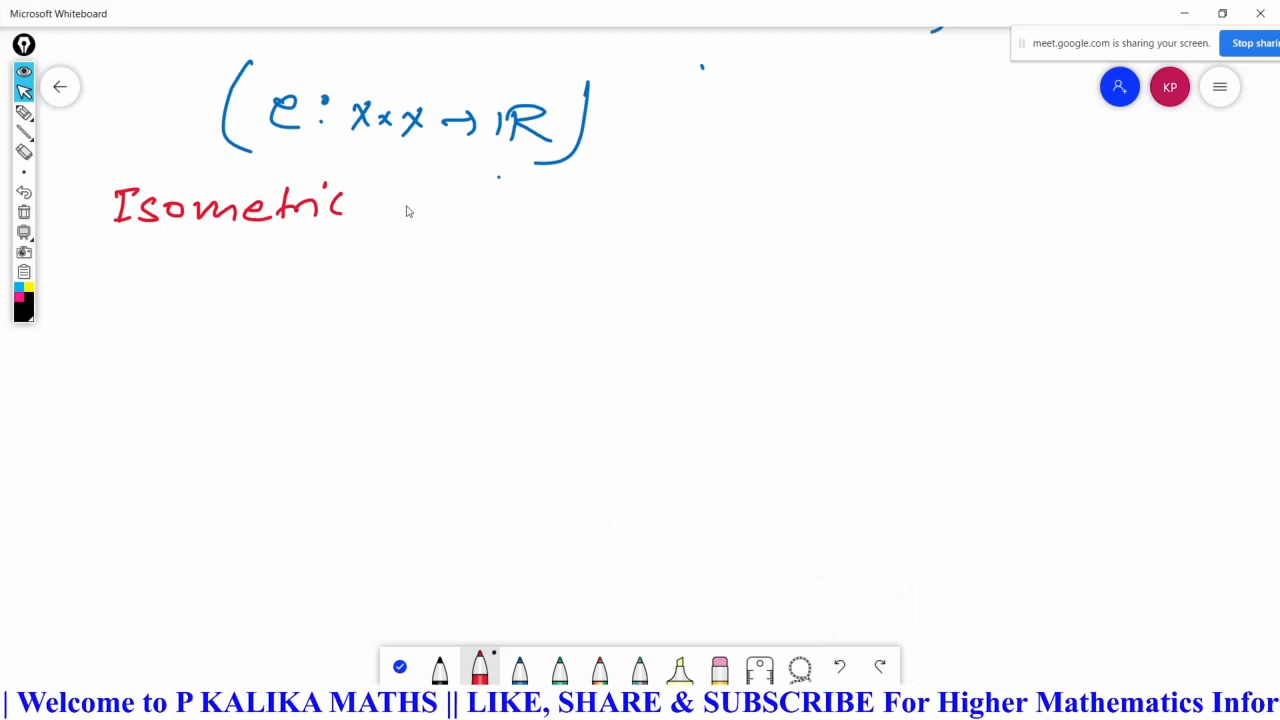 Microsoft Whiteboard
meet.google.com is sharing your screen.
Stop sharin
KP
(e : X×X → ℝ)
Isometric
| Welcome to P KALIKA MATHS || LIKE, SHARE & SUBSCRIBE For Higher Mathematics Infor